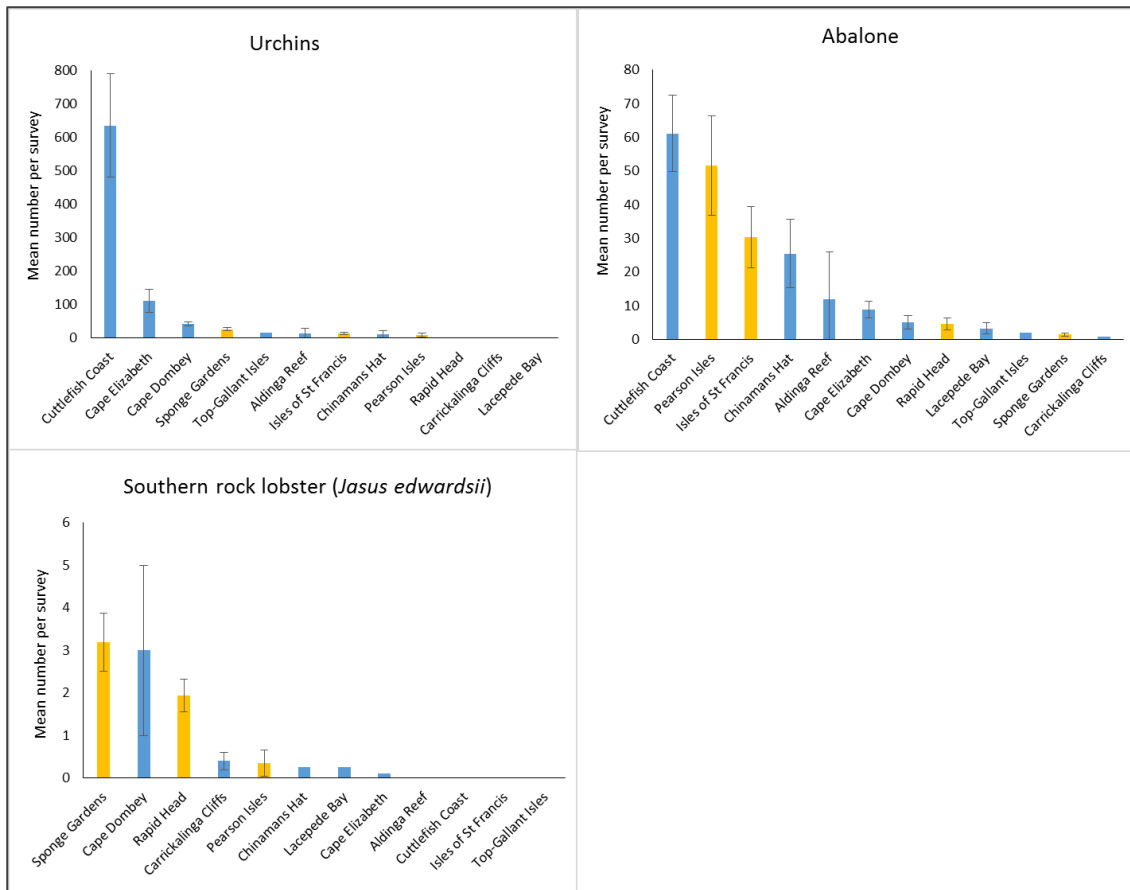 Urchins
Mean number per survey
800
700
600
500
400
300
200
100
0
Cuttlefish Coast
Cape Elizabeth
Cape Dombey
Sponge Gardens
Top-Gallant Isles
Aldinga Reef
Isles of St Francis
Chinamans Hat
Pearson Isles
Rapid Head
Carrickalinga Cliffs
Lacepede Bay
Abalone
Mean number per survey
80
70
60
50
40
30
20
10
0
Cuttlefish Coast
Pearson Isles
Isles of St Francis
Chinamans Hat
Aldinga Reef
Cape Elizabeth
Cape Dombey
Rapid Head
Lacepede Bay
Top-Gallant Isles
Sponge Gardens
Carrickalinga Cliffs
Southern rock lobster (Jasus edwardsii)
Mean number per survey
6
5
4
3
2
1
0
Sponge Gardens
Cape Dombey
Rapid Head
Carrickalinga Cliffs
Pearson Isles
Chinamans Hat
Lacepede Bay
Cape Elizabeth
Aldinga Reef
Cuttlefish Coast
Isles of St Francis
Top-Gallant Isles